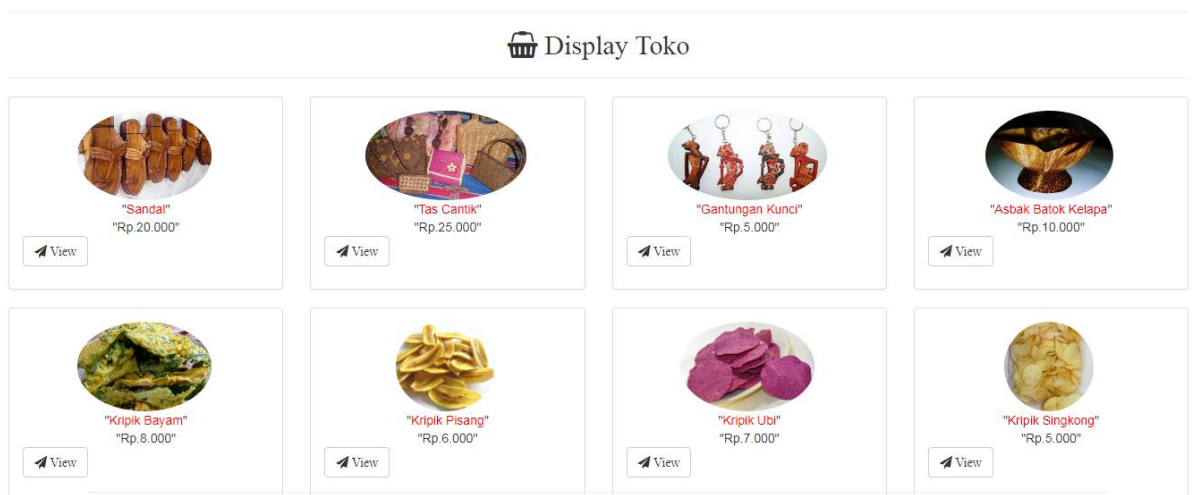 Display Toko
"Sandal"
"Rp.20.000"
View
"Tas Cantik"
"Rp.25.000"
View
"Gantungan Kunci"
"Rp.5.000"
View
"Asbak Batok Kelapa"
"Rp.10.000"
View
"Kripik Bayam"
"Rp.8.000"
View
"Kripik Pisang"
"Rp.6.000"
View
"Kripik Ubi"
"Rp.7.000"
View
"Kripik Singkong"
"Rp.5.000"
View